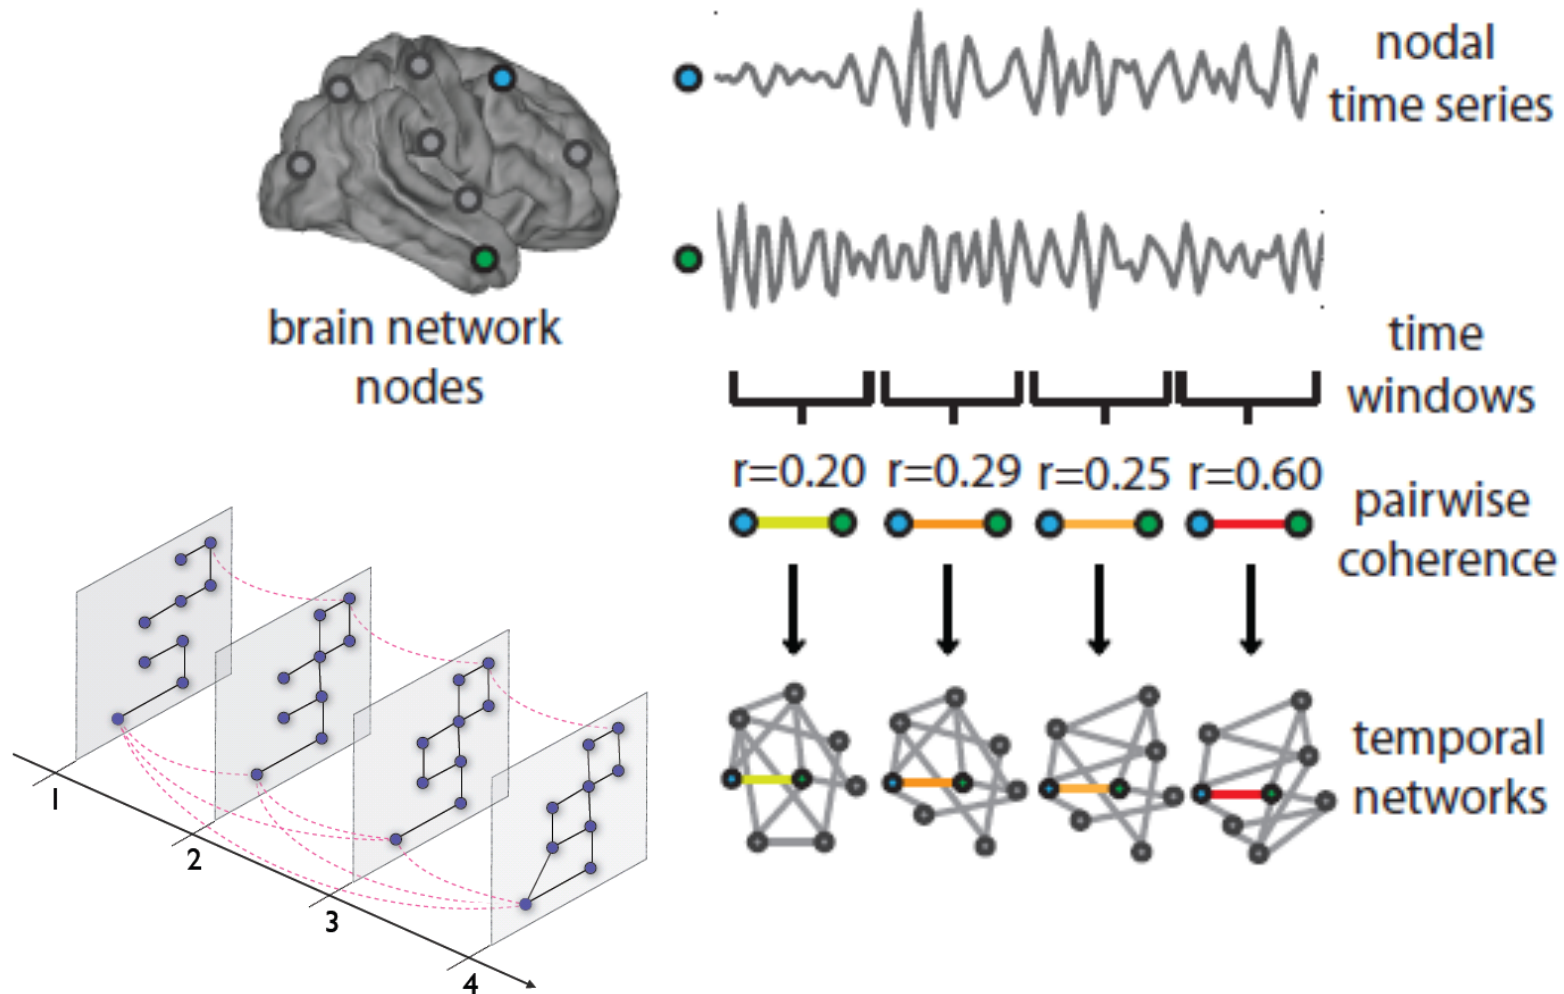 nodal
time series
brain network
nodes
time
windows
r=0.20 r=0.29 r=0.25 r=0.60
pairwise
coherence
temporal
networks
1
2
3
4